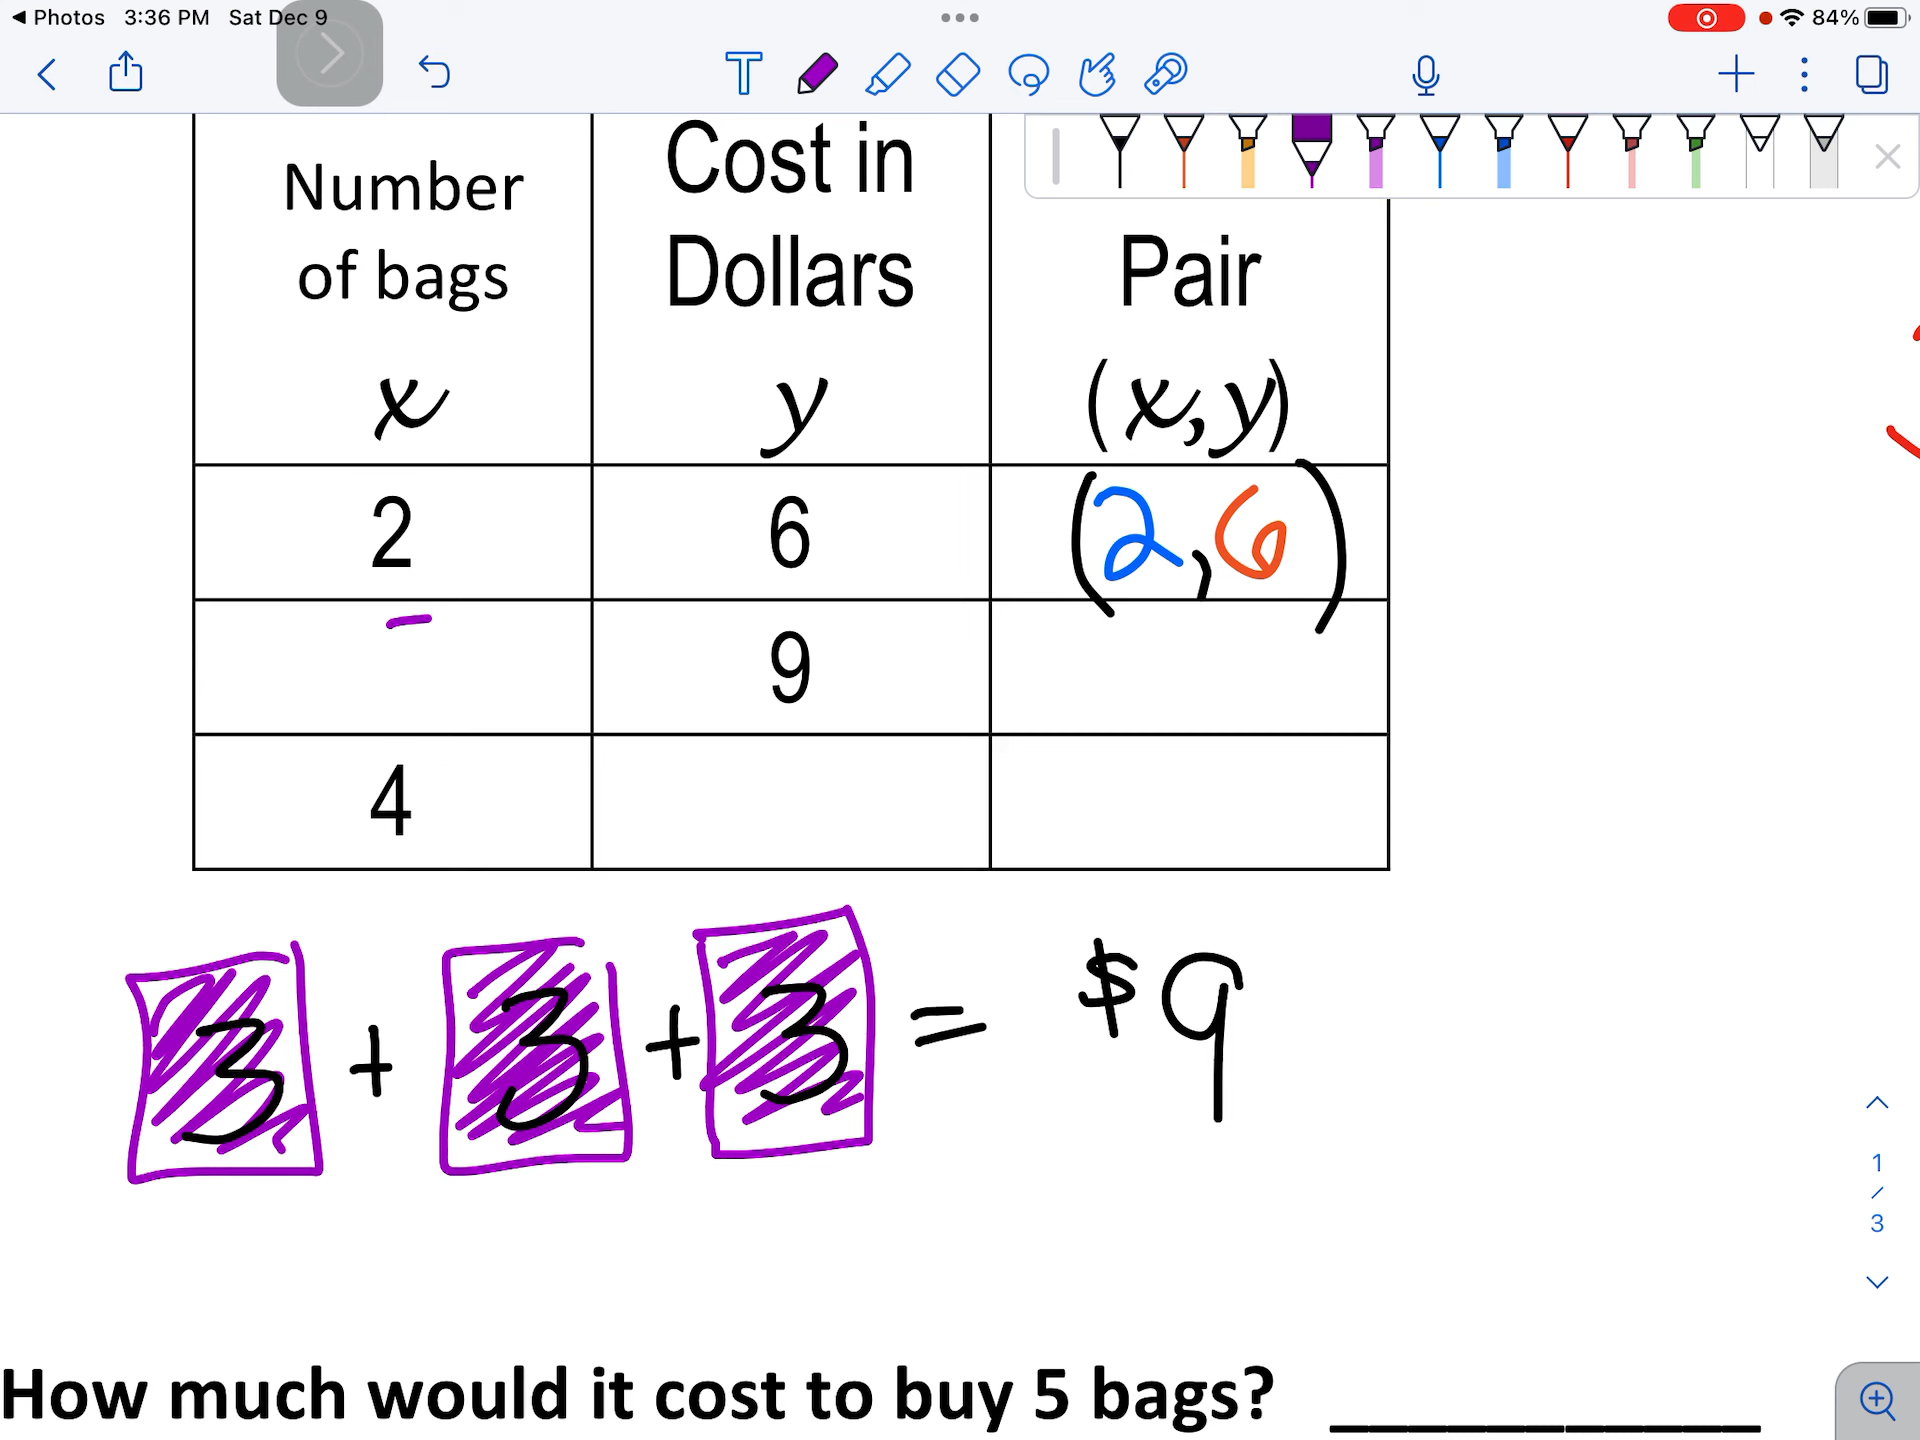 Photos 3:36 PM Sat Dec 9 84%
T
Number of bags
x
Cost in Dollars
y
Pair
(x,y)
2 6 (2,6)
9
4
3 + 3 + 3 = $9
1
/
3
How much would it cost to buy 5 bags? ___________